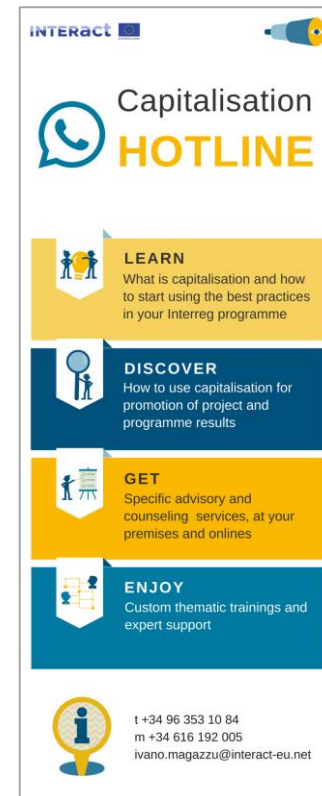 INTERact
Capitalisation
HOTLINE
LEARN
What is capitalisation and how
to start using the best practices
in your Interreg programme
DISCOVER
How to use capitalisation for
promotion of project and
programme results
GET
Specific advisory and
counseling services, at your
premises and onlines
ENJOY
Custom thematic trainings and
expert support
t +34 96 353 10 84
m +34 616 192 005
ivano.magazzu@interact-eu.net